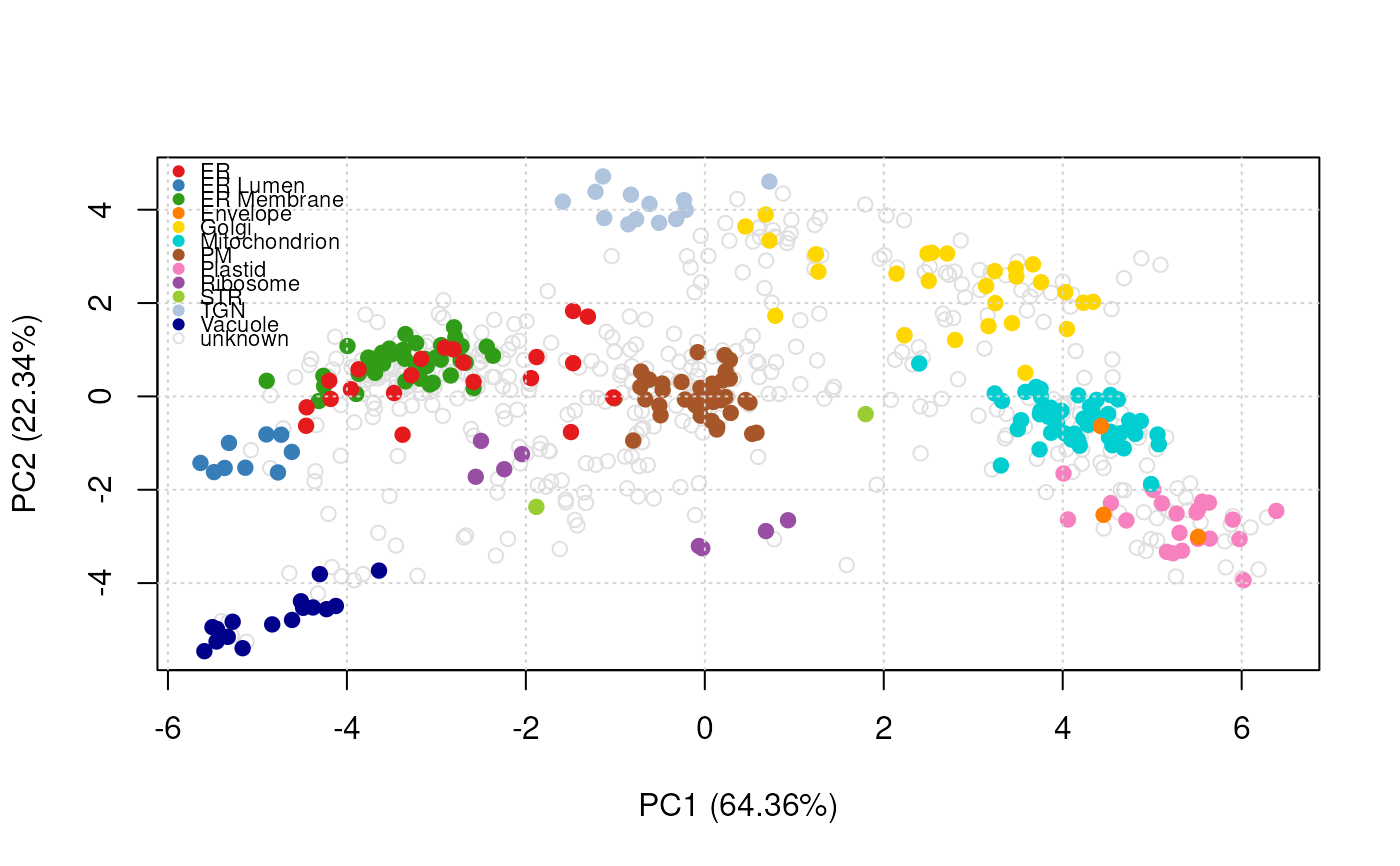 ER
ER Lumen
ER Membrane
Envelope
Golgi
Mitochondrion
PM
Plastid
Ribosome
STR
TGN
Vacuole
unknown
4
2
0
-2
-4
PC2 (22.34%)
-6 -4 -2 0 2 4 6
PC1 (64.36%)